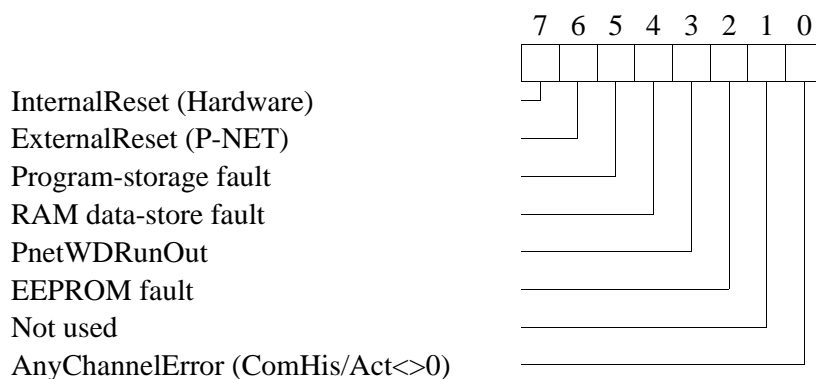 7 6 5 4 3 2 1 0
InternalReset (Hardware)
ExternalReset (P-NET)
Program-storage fault
RAM data-store fault
PnetWDRunOut
EEPROM fault
Not used
AnyChannelError (ComHis/Act<>0)